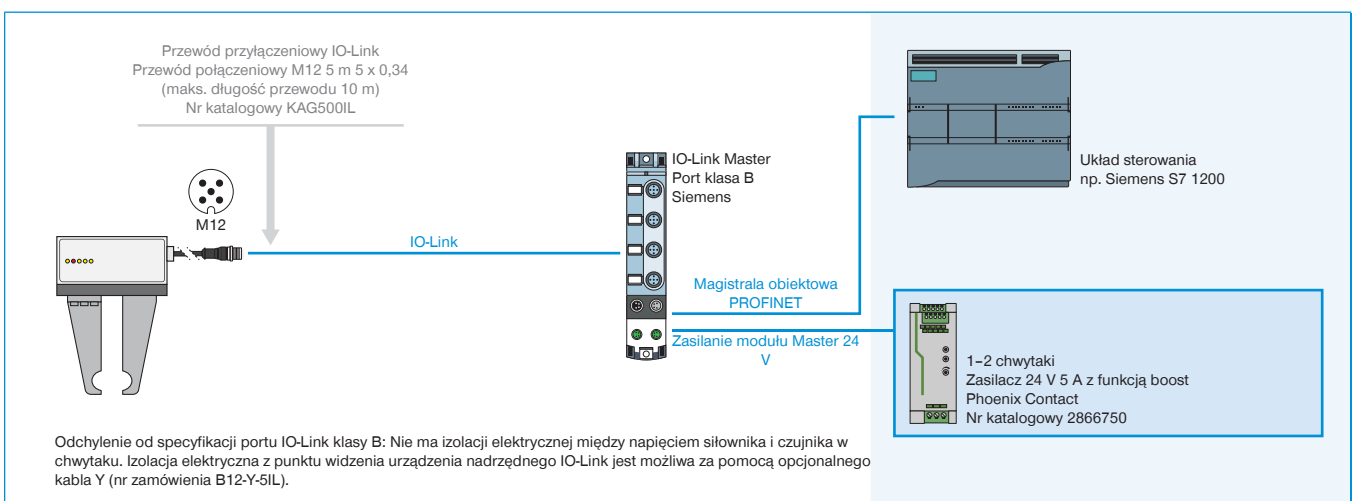 Przewód przyłączeniowy IO-Link
Przewód połączeniowy M12 5 m 5 x 0,34
(maks. długość przewodu 10 m)
Nr katalogowy KAG500IL
M12
IO-Link
IO-Link Master
Port klasa B
Siemens
Układ sterowania
np. Siemens S7 1200
Magistrala obiektowa
PROFINET
Zasilanie modułu Master 24
V
1–2 chwytaki
Zasilacz 24 V 5 A z funkcją boost
Phoenix Contact
Nr katalogowy 2866750
Odchylenie od specyfikacji portu IO-Link klasy B: Nie ma izolacji elektrycznej między napięciem siłownika i czujnika w
chwytaku. Izolacja elektryczna z punktu widzenia urządzenia nadrzędnego IO-Link jest możliwa za pomocą opcjonalnego
kabla Y (nr zamówienia B12-Y-5IL).